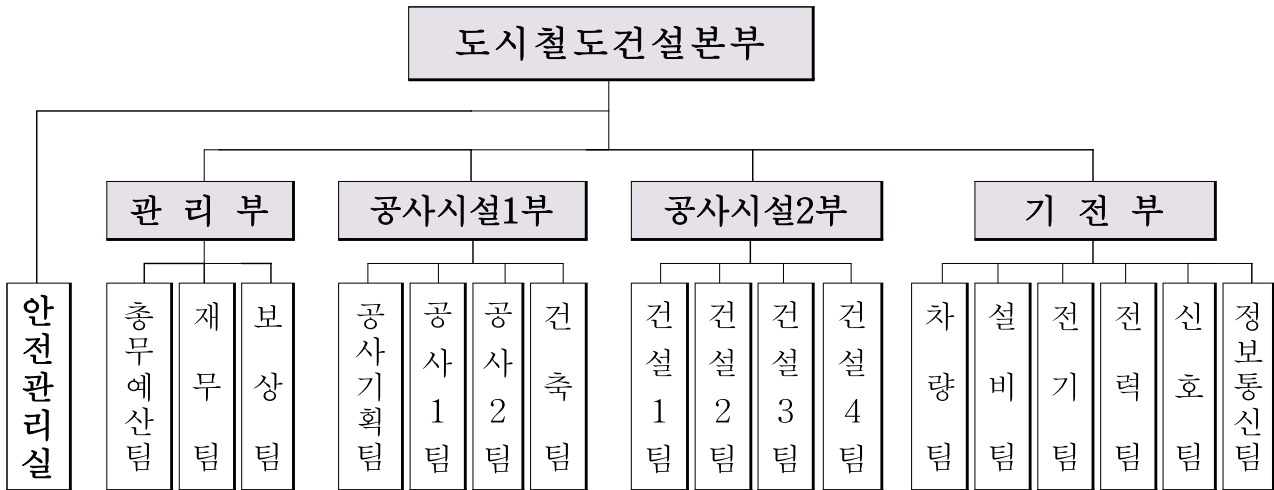 도시철도건설본부
관 리 부
공사시설1부
공사시설2부
기 전 부
안전관리실
총무예산팀
재무팀
보상팀
공사기획팀
공사1팀
공사2팀
건축팀
건설1팀
건설2팀
건설3팀
건설4팀
차량팀
설비팀
전기팀
전력팀
신호팀
정보통신팀